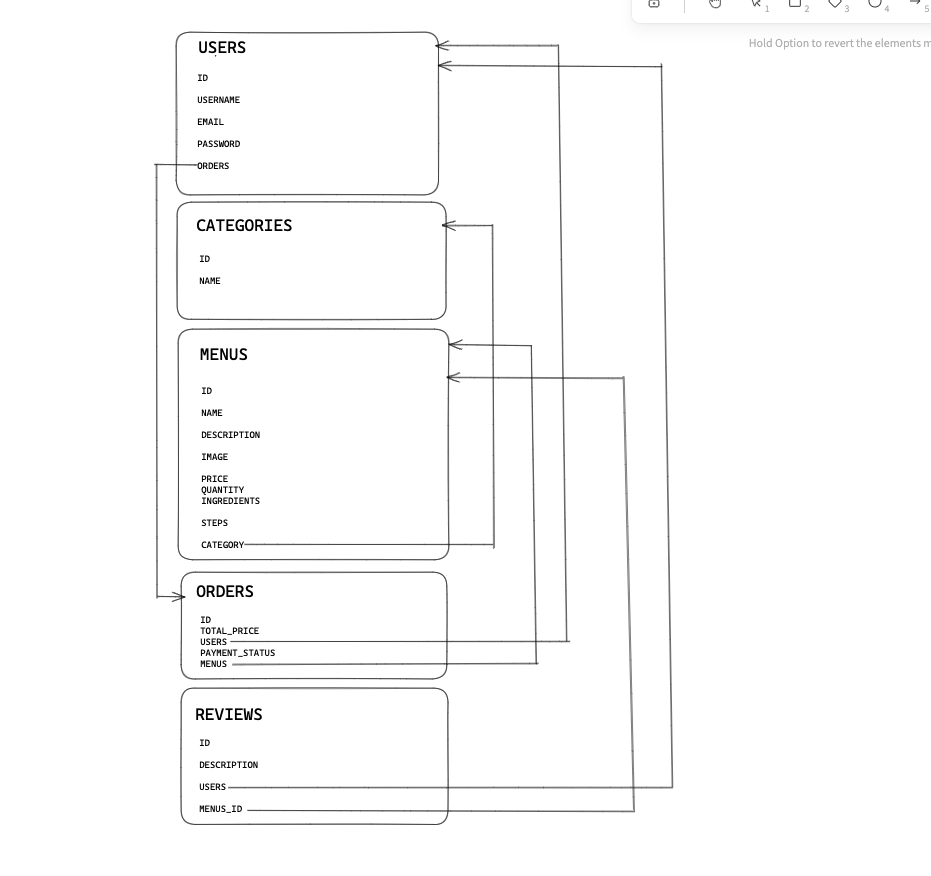 1
2
3
4
5
Hold Option to revert the elements m
USERS
ID
USERNAME
EMAIL
PASSWORD
ORDERS
CATEGORIES
ID
NAME
MENUS
ID
NAME
DESCRIPTION
IMAGE
PRICE
QUANTITY
INGREDIENTS
STEPS
CATEGORY
ORDERS
ID
TOTAL_PRICE
USERS
PAYMENT_STATUS
MENUS
REVIEWS
ID
DESCRIPTION
USERS
MENUS_ID